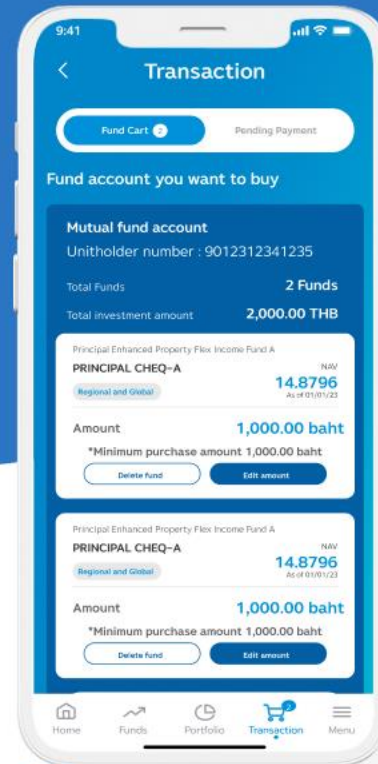 9:41
Transaction
Fund Cart 2
Pending Payment
Fund account you want to buy
Mutual fund account
Unitholder number : 9012312341235
Total Funds 2 Funds
Total investment amount 2,000.00 THB
Principal Enhanced Property Flex Income Fund A
PRINCIPAL CHEQ-A NAV
14.8796
Regional and Global As of 01/01/23
Amount 1,000.00 baht
*Minimum purchase amount 1,000.00 baht
Delete fund Edit amount
Principal Enhanced Property Flex Income Fund A
PRINCIPAL CHEQ-A NAV
14.8796
Regional and Global As of 01/01/23
Amount 1,000.00 baht
*Minimum purchase amount 1,000.00 baht
Delete fund Edit amount
2
Home Funds Portfolio Transaction Menu